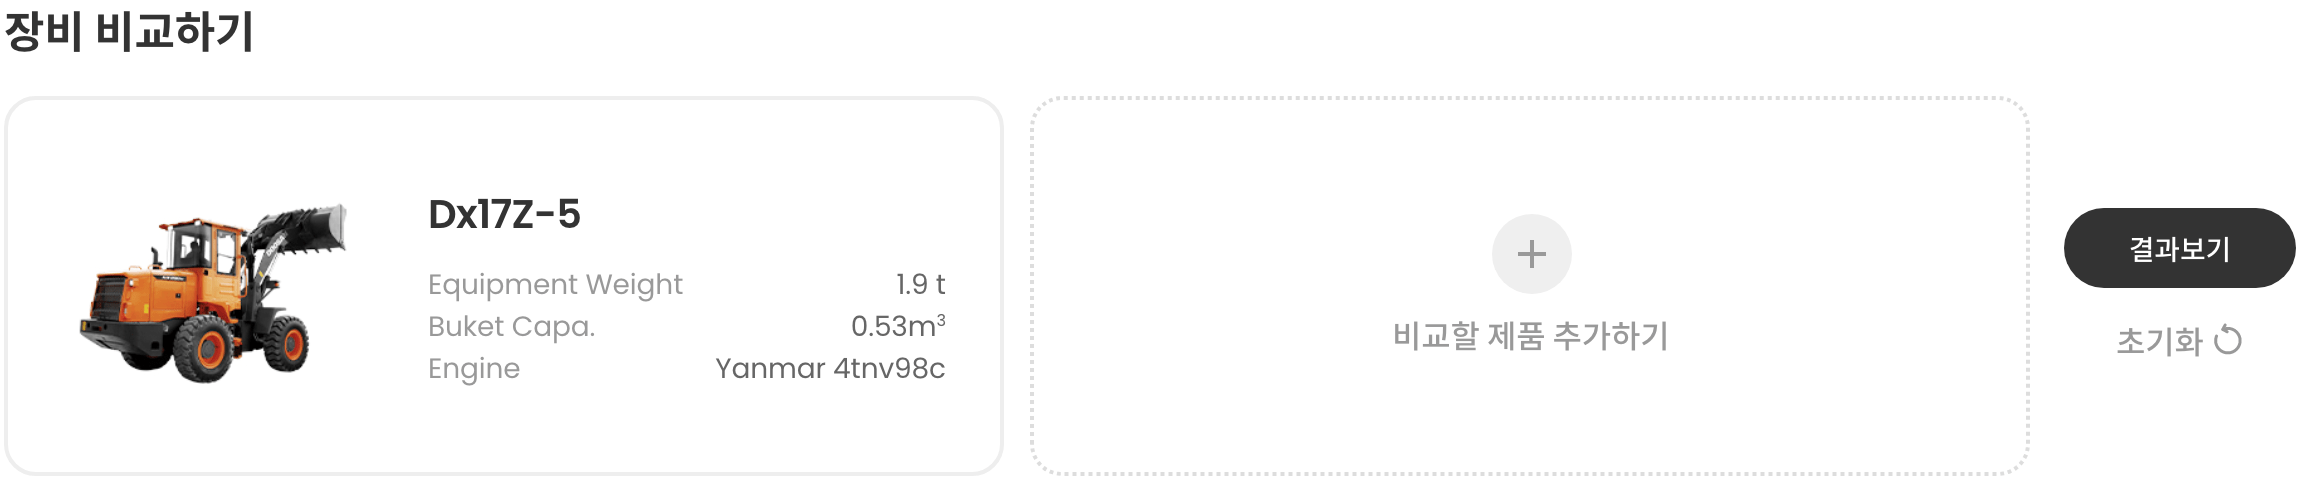 장비 비교하기
Dx17Z-5
Equipment Weight 1.9 t
Buket Capa. 0.53m³
Engine Yanmar 4tnv98c
비교할 제품 추가하기
결과보기
초기화